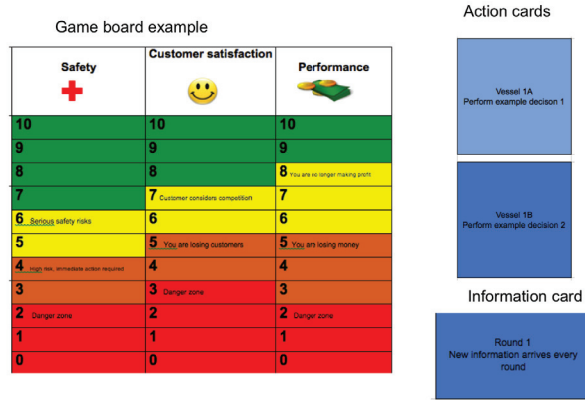 Game board example
Action cards
Safety
Customer satisfaction
Performance
10 10 10
9 9 9
8 8 8 You are no longer making profit
7 7 Customer considers competition 7
6 Serious safety risks 6 6
5 5 You are losing customers 5 You are losing money
4 High risk, immediate action required 4 4
3 3 Danger zone 3
2 Danger zone 2 2 Danger zone
1 1 1
0 0 0
Vessel 1A
Perform example decison 1
Vessel 1B
Perform example decision 2
Information card
Round 1
New information arrives every
round